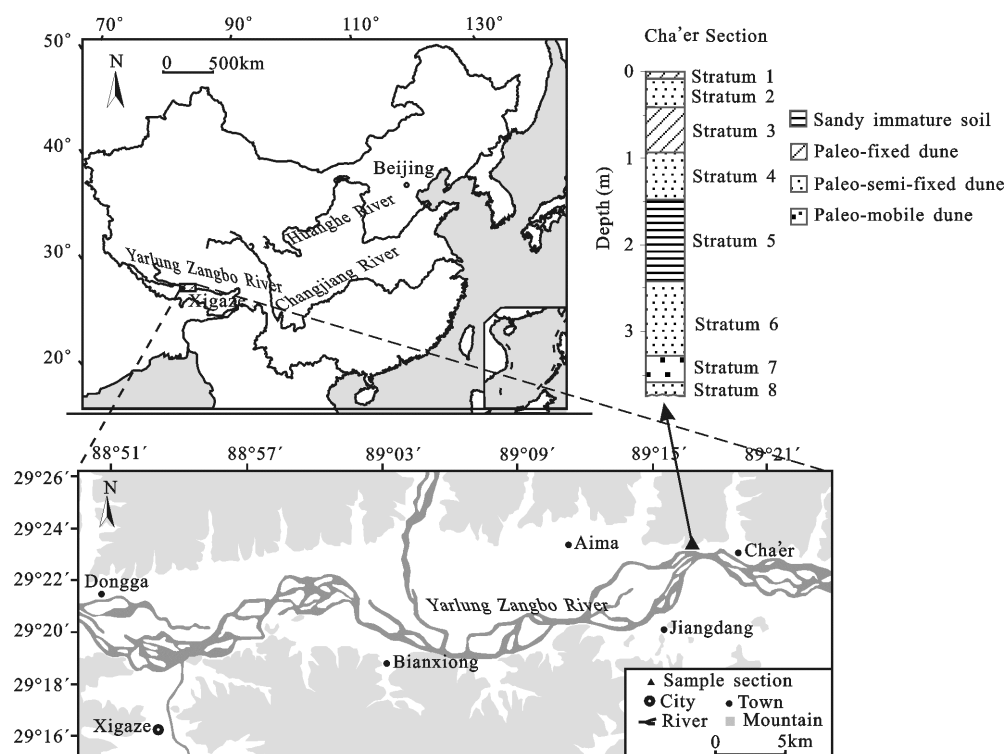 70° 90° 110° 130°
50°
40°
30°
20°
N
0 500km
Beijing
Huanghe River
Yarlung Zangbo River
Changjiang River
Xigaze
Cha'er Section
0
1
2
3
Depth (m)
Stratum 1
Stratum 2
Stratum 3
Stratum 4
Stratum 5
Stratum 6
Stratum 7
Stratum 8
Sandy immature soil
Paleo-fixed dune
Paleo-semi-fixed dune
Paleo-mobile dune
88°51′ 88°57′ 89°03′ 89°09′ 89°15′ 89°21′
29°26′
29°24′
29°22′
29°20′
29°18′
29°16′
N
Aima
Cha'er
Dongga
Yarlung Zangbo River
Jiangdang
Bianxiong
Xigaze
Sample section
City Town
River Mountain
0 5km